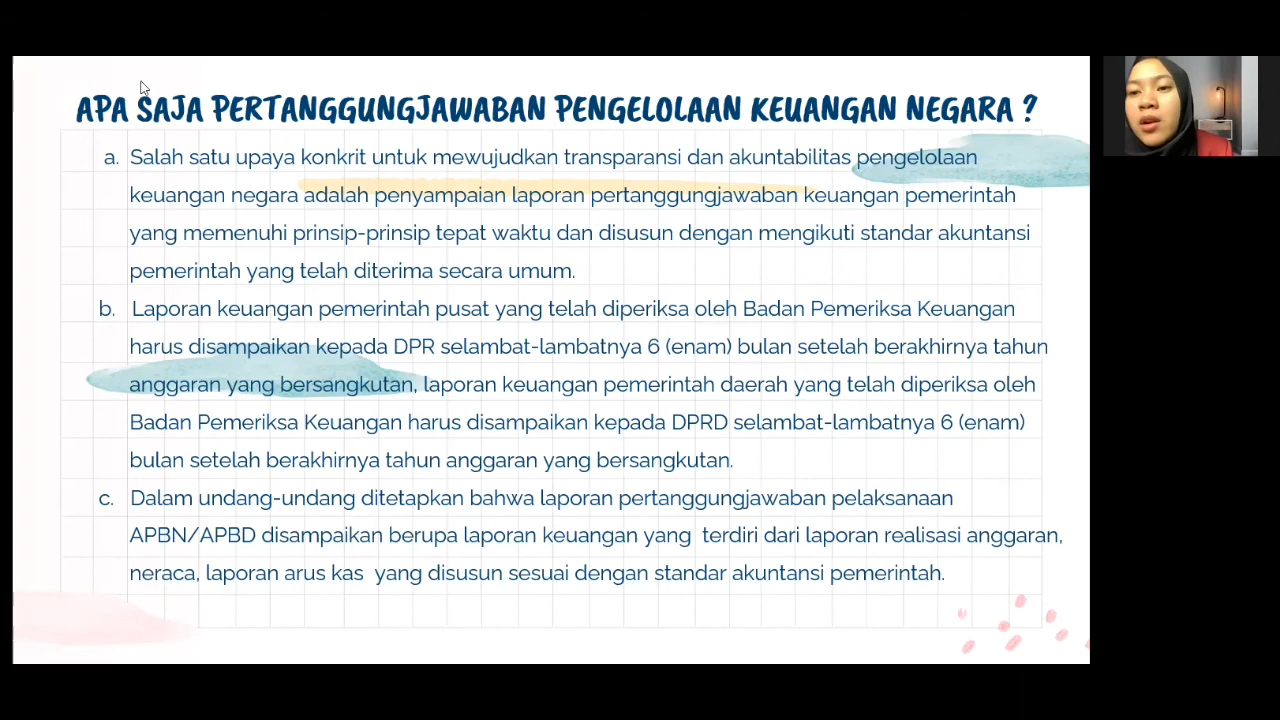 APA SAJA PERTANGGUNGJAWABAN PENGELOLAAN KEUANGAN NEGARA ?
a. Salah satu upaya konkrit untuk mewujudkan transparansi dan akuntabilitas pengelolaan
keuangan negara adalah penyampaian laporan pertanggungjawaban keuangan pemerintah
yang memenuhi prinsip-prinsip tepat waktu dan disusun dengan mengikuti standar akuntansi
pemerintah yang telah diterima secara umum.
b. Laporan keuangan pemerintah pusat yang telah diperiksa oleh Badan Pemeriksa Keuangan
harus disampaikan kepada DPR selambat-lambatnya 6 (enam) bulan setelah berakhirnya tahun
anggaran yang bersangkutan, laporan keuangan pemerintah daerah yang telah diperiksa oleh
Badan Pemeriksa Keuangan harus disampaikan kepada DPRD selambat-lambatnya 6 (enam)
bulan setelah berakhirnya tahun anggaran yang bersangkutan.
c. Dalam undang-undang ditetapkan bahwa laporan pertanggungjawaban pelaksanaan
APBN/APBD disampaikan berupa laporan keuangan yang terdiri dari laporan realisasi anggaran,
neraca, laporan arus kas yang disusun sesuai dengan standar akuntansi pemerintah.